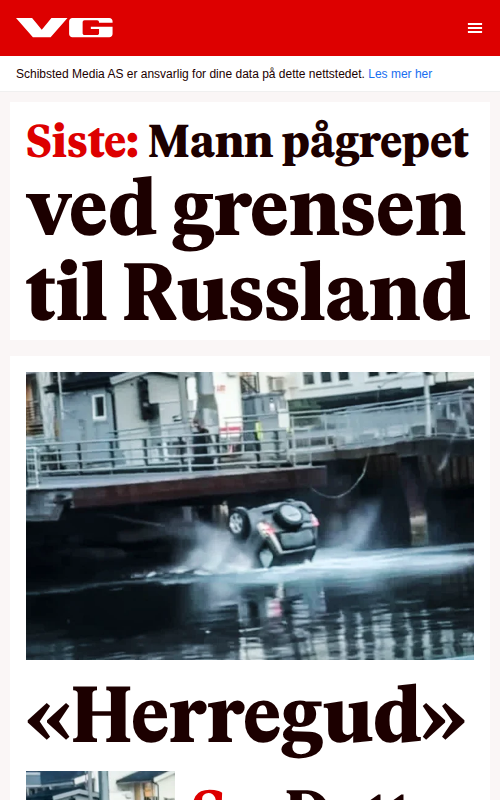 VG
Schibsted Media AS er ansvarlig for dine data på dette nettstedet. Les mer her
Siste: Mann pågrepet
ved grensen
til Russland
«Herregud»